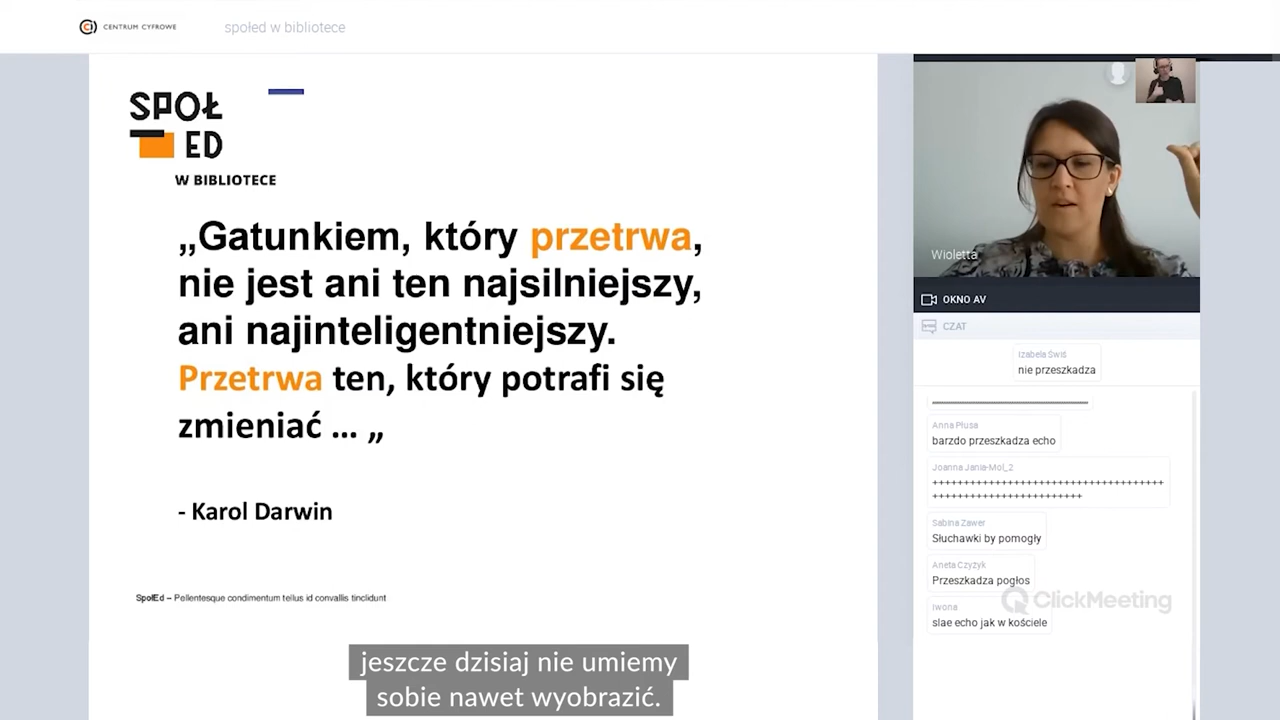 CENTRUM CYFROWE
społed w bibliotece
SPOŁ
ED
W BIBLIOTECE
„Gatunkiem, który przetrwa,
nie jest ani ten najsilniejszy,
ani najinteligentniejszy.
Przetrwa ten, który potrafi się
zmieniać ... „
- Karol Darwin
SpołEd – Pellentesque condimentum tellus id convallis tincidunt
jeszcze dzisiaj nie umiemy
sobie nawet wyobrazić.
Wioletta
OKNO AV
CZAT
Izabela Świś
nie przeszkadza
Anna Płusa
barzdo przeszkadza echo
Joanna Jania-Mol_2
+++++++++++++++++++++++++++++++++++++
++++++++++++++++++++++++
Sabina Zawer
Słuchawki by pomogły
Aneta Czyżyk
Przeszkadza pogłos
ClickMeeting
Iwona
slae echo jak w kościele